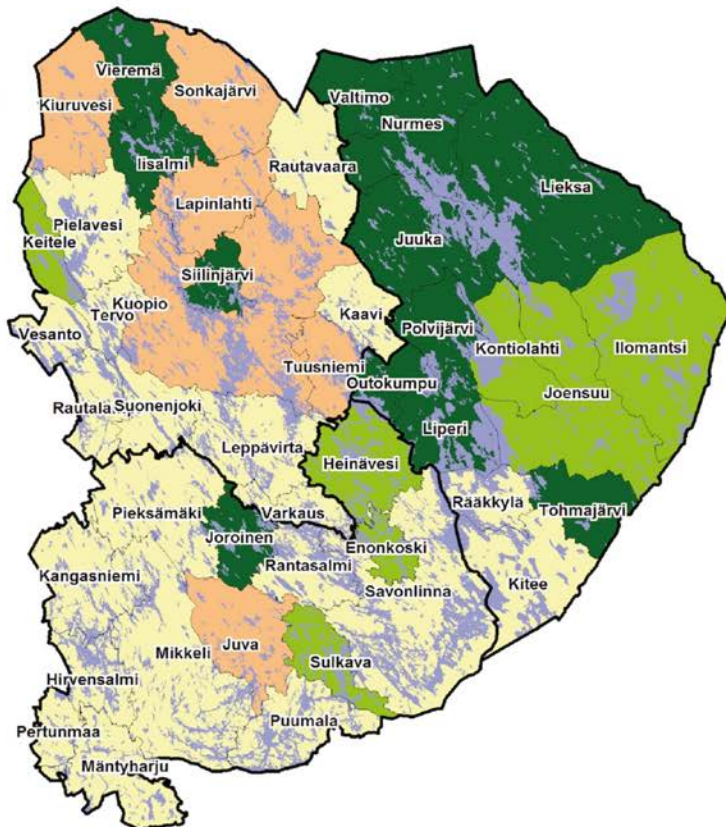 Vieremä
Kiuruvesi
Sonkajärvi
Valtimo
Nurmes
Iisalmi
Rautavaara
Lieksa
Lapinlahti
Pielavesi
Keitele
Juuka
Siilinjärvi
Kuopio
Tervo
Kaavi
Vesanto
Polvijärvi
Kontiolahti
Ilomantsi
Tuusniemi
Outokumpu
Joensuu
Rautala
Suonenjoki
Liperi
Leppävirta
Heinävesi
Rääkkylä
Pieksämäki
Varkaus
Tohmajärvi
Joroinen
Enonkoski
Rantasalmi
Kangasniemi
Kitee
Savonlinna
Mikkeli
Juva
Sulkava
Hirvensalmi
Puumala
Pertunmaa
Mäntyharju